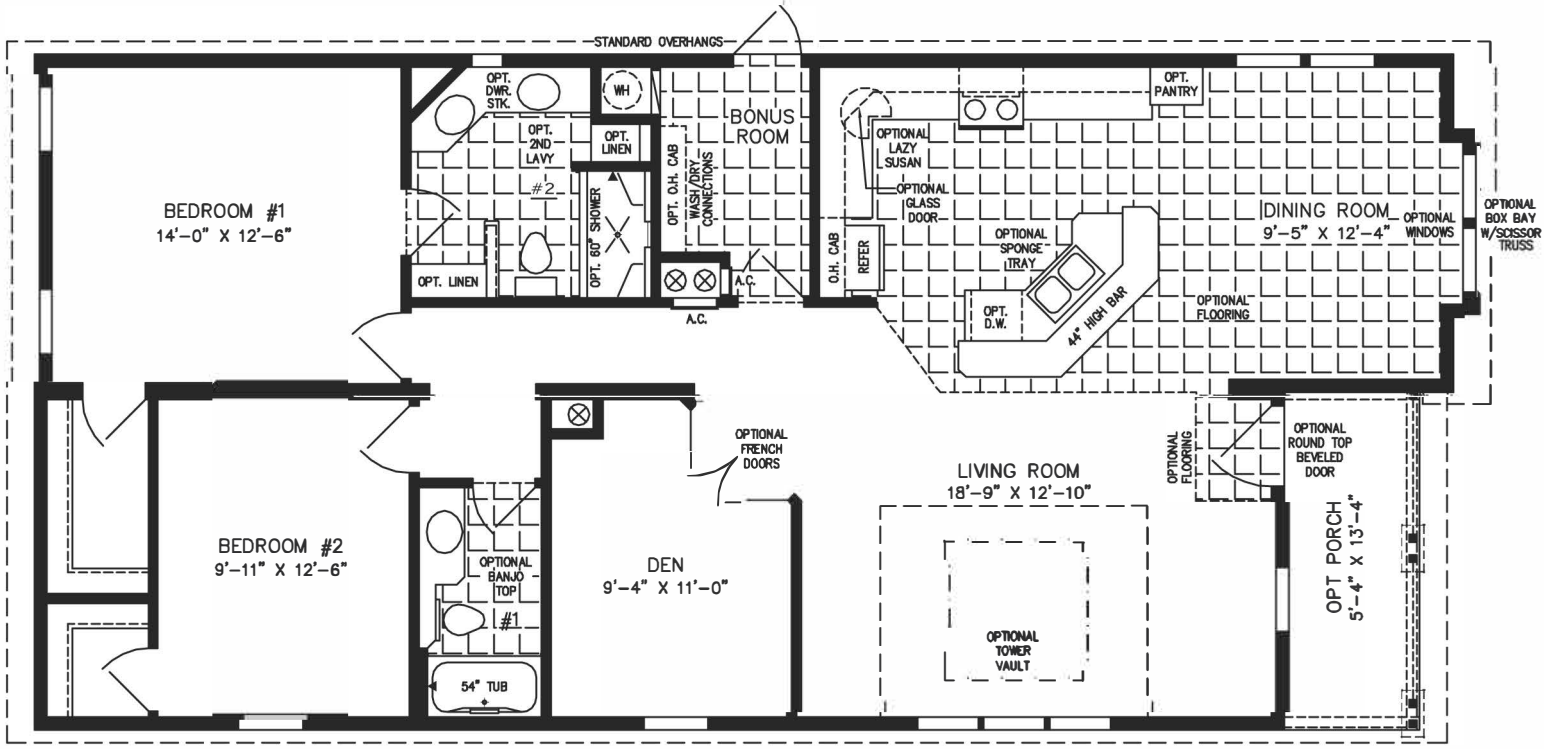 STANDARD OVERHANGS
OPT.
DWR.
STK.
WH
OPT.
PANTRY
BONUS
ROOM
OPT.
2ND
LAVY
OPT.
LINEN
#2
OPT. O.H. CAB
WASH/DRY
CONNECTIONS
OPTIONAL
LAZY
SUSAN
OPTIONAL
GLASS
DOOR
BEDROOM #1
14'-0" X 12'-6"
OPT. LINEN
OPT. 60" SHOWER
A.C.
A.C.
O.H. CAB
REFER
OPTIONAL
SPONGE
TRAY
OPT.
D.W.
44" HIGH BAR
DINING ROOM
9'-5" X 12'-4"
OPTIONAL
WINDOWS
OPTIONAL
BOX BAY
W/SCISSOR
TRUSS
OPTIONAL
FLOORING
OPTIONAL
FRENCH
DOORS
LIVING ROOM
18'-9" X 12'-10"
OPTIONAL
FLOORING
OPTIONAL
ROUND TOP
BEVELED
DOOR
BEDROOM #2
9'-11" X 12'-6"
OPTIONAL
BANJO
TOP
#1
54" TUB
DEN
9'-4" X 11'-0"
OPTIONAL
TOWER
VAULT
OPT PORCH
5'-4" X 13'-4"